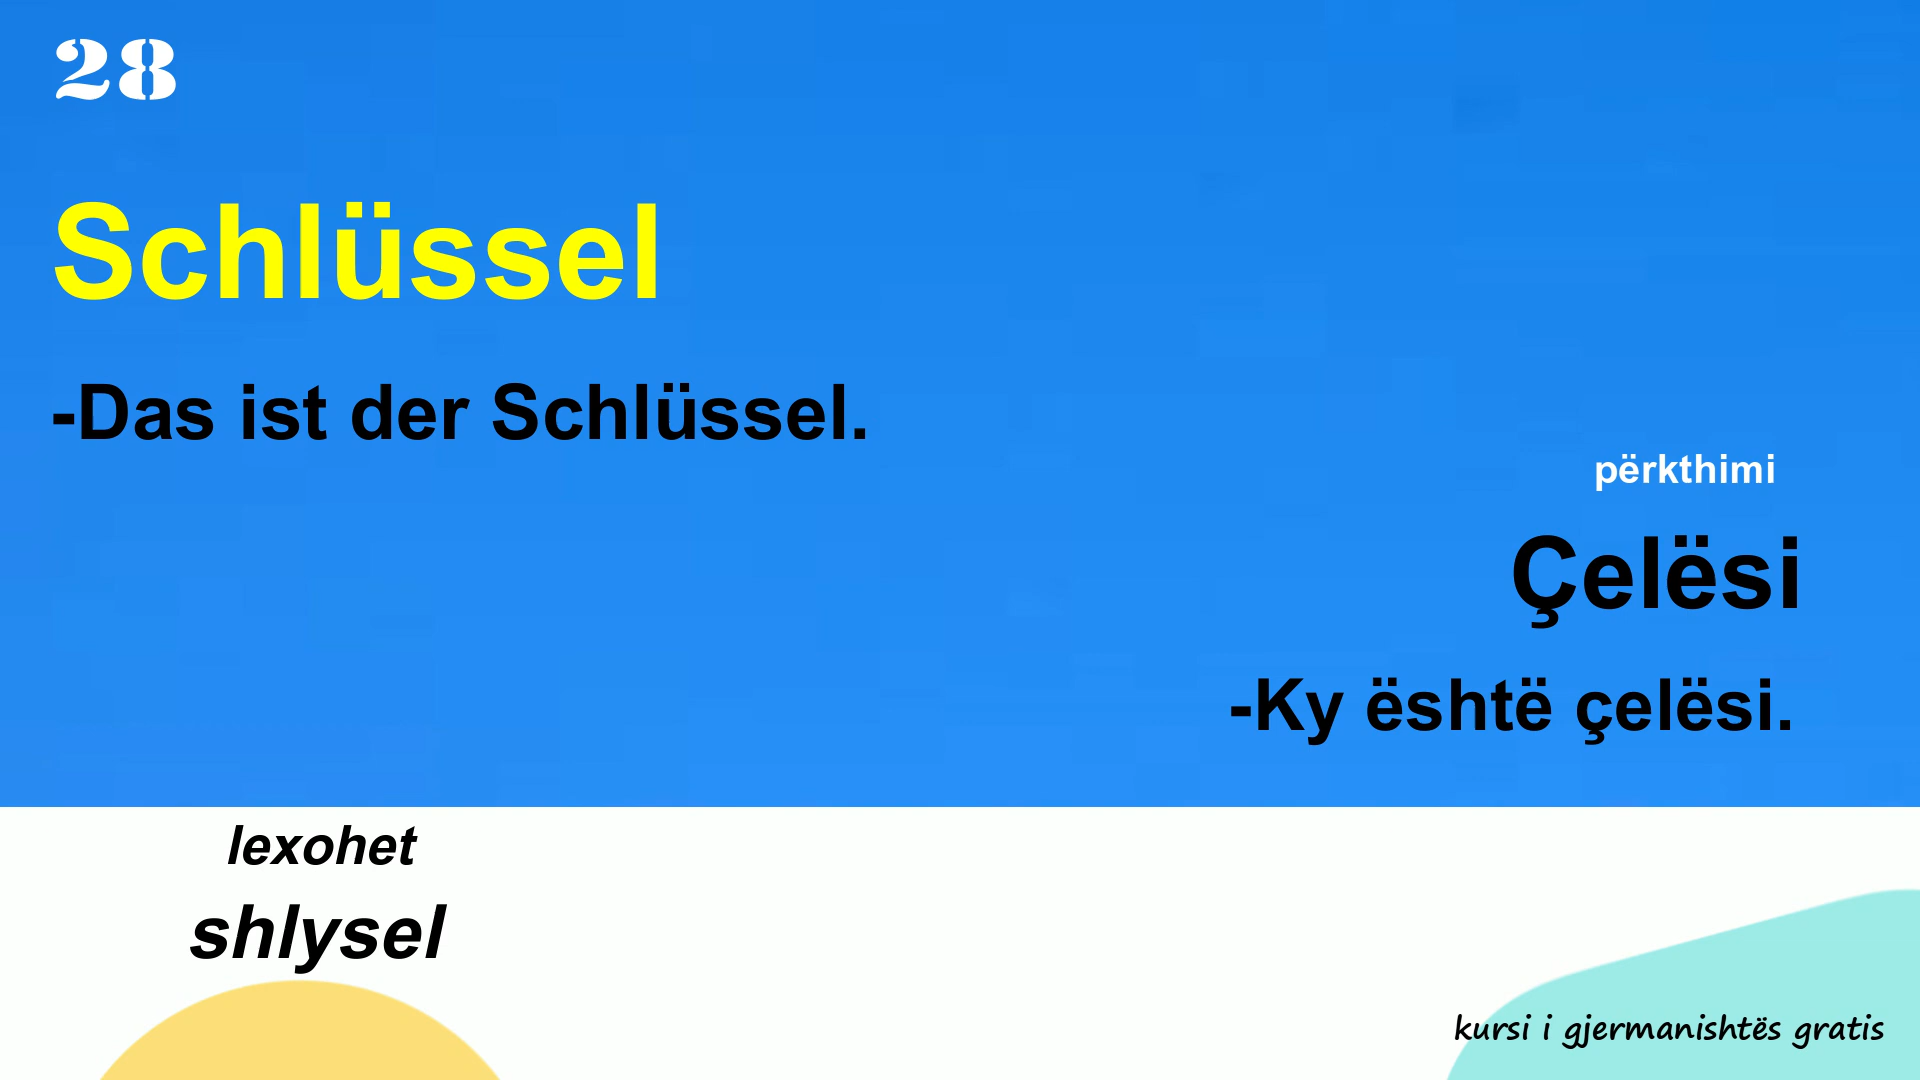 28
Schlüssel
-Das ist der Schlüssel.
përkthimi
Çelësi
-Ky është çelësi.
lexohet
shlysel
kursi i gjermanishtës gratis